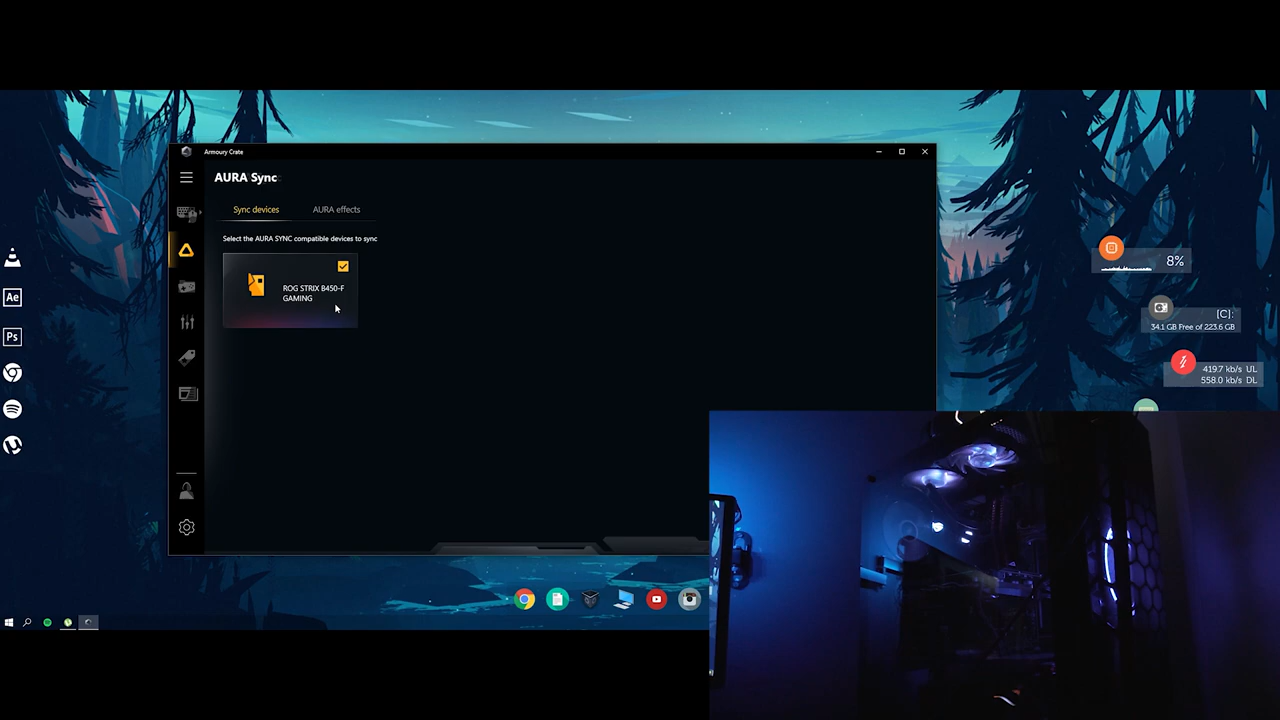 Armoury Crate
AURA Sync
Sync devices
AURA effects
Select the AURA SYNC compatible devices to sync
ROG STRIX B450-F
GAMING
Ae
Ps
8%
[C]:
34.1 GB Free of 223.6 GB
419.7 kb/s UL
558.0 kb/s DL